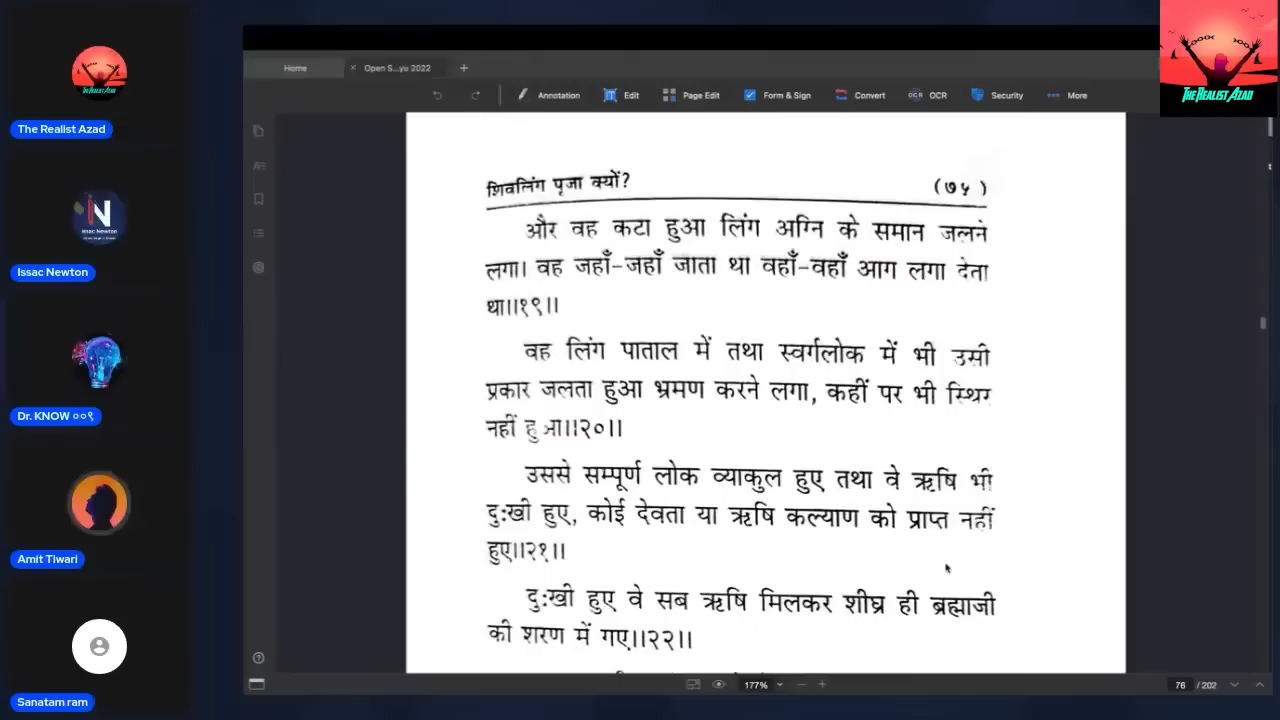 The Realist Azad
Issac Newton
Dr. KNOW ००९
Amit Tiwari
Sanatam ram
THE REALIST AZAD
Home
Open S...yu 2022
Annotation
Edit
Page Edit
Form & Sign
Convert
OCR
Security
More
शिवलिंग पूजा क्यों?
(७५)
और वह कटा हुआ लिंग अग्नि के समान जलने
लगा। वह जहाँ-जहाँ जाता था वहाँ-वहाँ आग लगा देता
था॥१९॥
वह लिंग पाताल में तथा स्वर्गलोक में भी उसी
प्रकार जलता हुआ भ्रमण करने लगा, कहीं पर भी स्थिर
नहीं हुआ॥२०॥
उससे सम्पूर्ण लोक व्याकुल हुए तथा वे ऋषि भी
दुःखी हुए, कोई देवता या ऋषि कल्याण को प्राप्त नहीं
हुए॥२१॥
दुःखी हुए वे सब ऋषि मिलकर शीघ्र ही ब्रह्माजी
की शरण में गए॥२२॥
177%
76 / 202